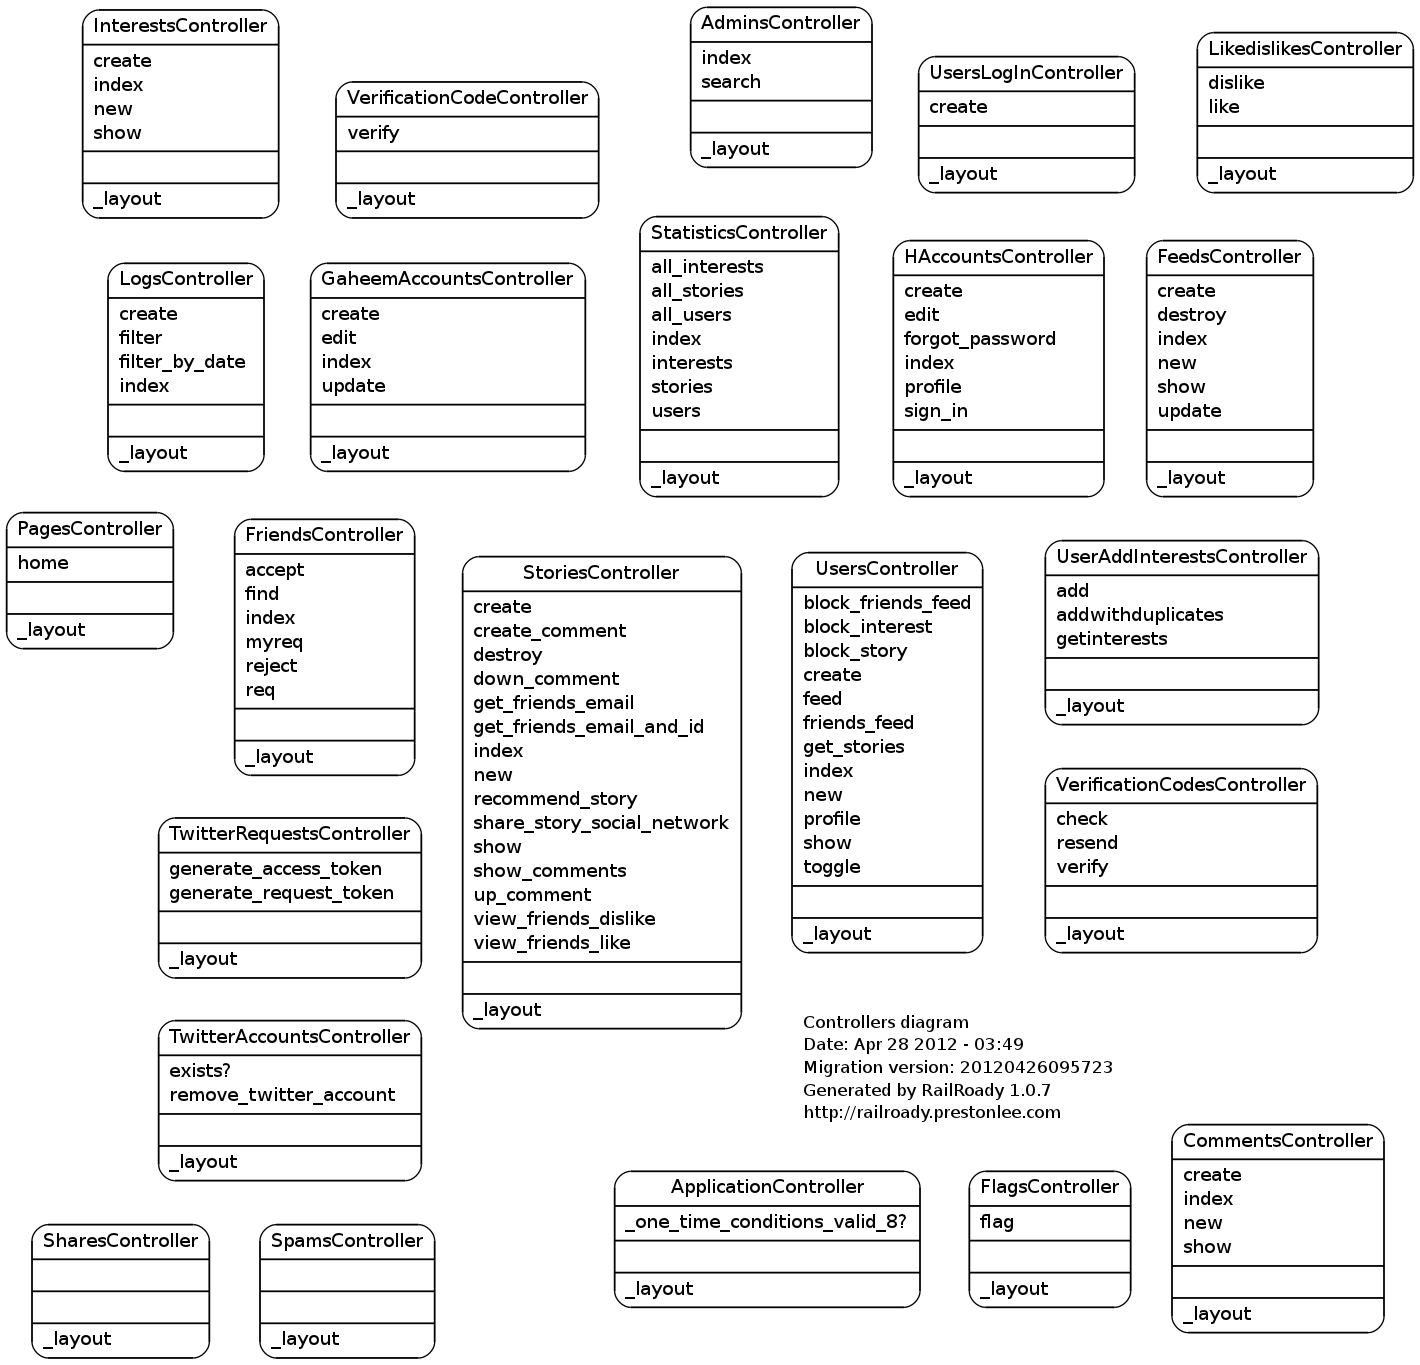 InterestsController
create
index
new
show
_layout
VerificationCodeController
verify
_layout
AdminsController
index
search
_layout
UsersLogInController
create
_layout
LikedislikesController
dislike
like
_layout
LogsController
create
filter
filter_by_date
index
_layout
GaheemAccountsController
create
edit
index
update
_layout
StatisticsController
all_interests
all_stories
all_users
index
interests
stories
users
_layout
HAccountsController
create
edit
forgot_password
index
profile
sign_in
_layout
FeedsController
create
destroy
index
new
show
update
_layout
PagesController
home
_layout
FriendsController
accept
find
index
myreq
reject
req
_layout
StoriesController
create
create_comment
destroy
down_comment
get_friends_email
get_friends_email_and_id
index
new
recommend_story
share_story_social_network
show
show_comments
up_comment
view_friends_dislike
view_friends_like
_layout
UsersController
block_friends_feed
block_interest
block_story
create
feed
friends_feed
get_stories
index
new
profile
show
toggle
_layout
UserAddInterestsController
add
addwithduplicates
getinterests
_layout
VerificationCodesController
check
resend
verify
_layout
TwitterRequestsController
generate_access_token
generate_request_token
_layout
TwitterAccountsController
exists?
remove_twitter_account
_layout
Controllers diagram
Date: Apr 28 2012 - 03:49
Migration version: 20120426095723
Generated by RailRoady 1.0.7
http://railroady.prestonlee.com
SharesController
_layout
SpamsController
_layout
ApplicationController
_one_time_conditions_valid_8?
_layout
FlagsController
flag
_layout
CommentsController
create
index
new
show
_layout